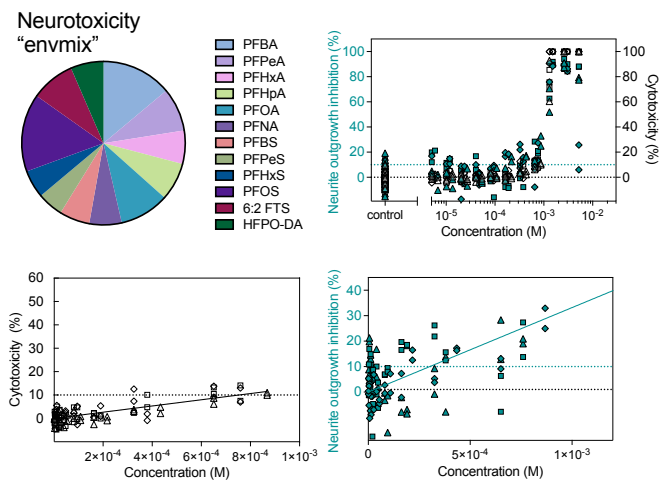 Neurotoxicity
“envmix”
PFBA
PFPeA
PFHxA
PFHpA
PFOA
PFNA
PFBS
PFPeS
PFHxS
PFOS
6:2 FTS
HFPO-DA
Neurite outgrowth inhibition (%)
100
80
60
40
20
0
100
80
60
40
20
10
0
Cytotoxicity (%)
control
10⁻⁵
10⁻⁴
10⁻³
10⁻²
Concentration (M)
Cytotoxicity (%)
60
50
40
30
20
10
0
2×10⁻⁴
4×10⁻⁴
6×10⁻⁴
8×10⁻⁴
1×10⁻³
Concentration (M)
Neurite outgrowth inhibition (%)
40
30
20
10
0
0
5×10⁻⁴
1×10⁻³
Concentration (M)